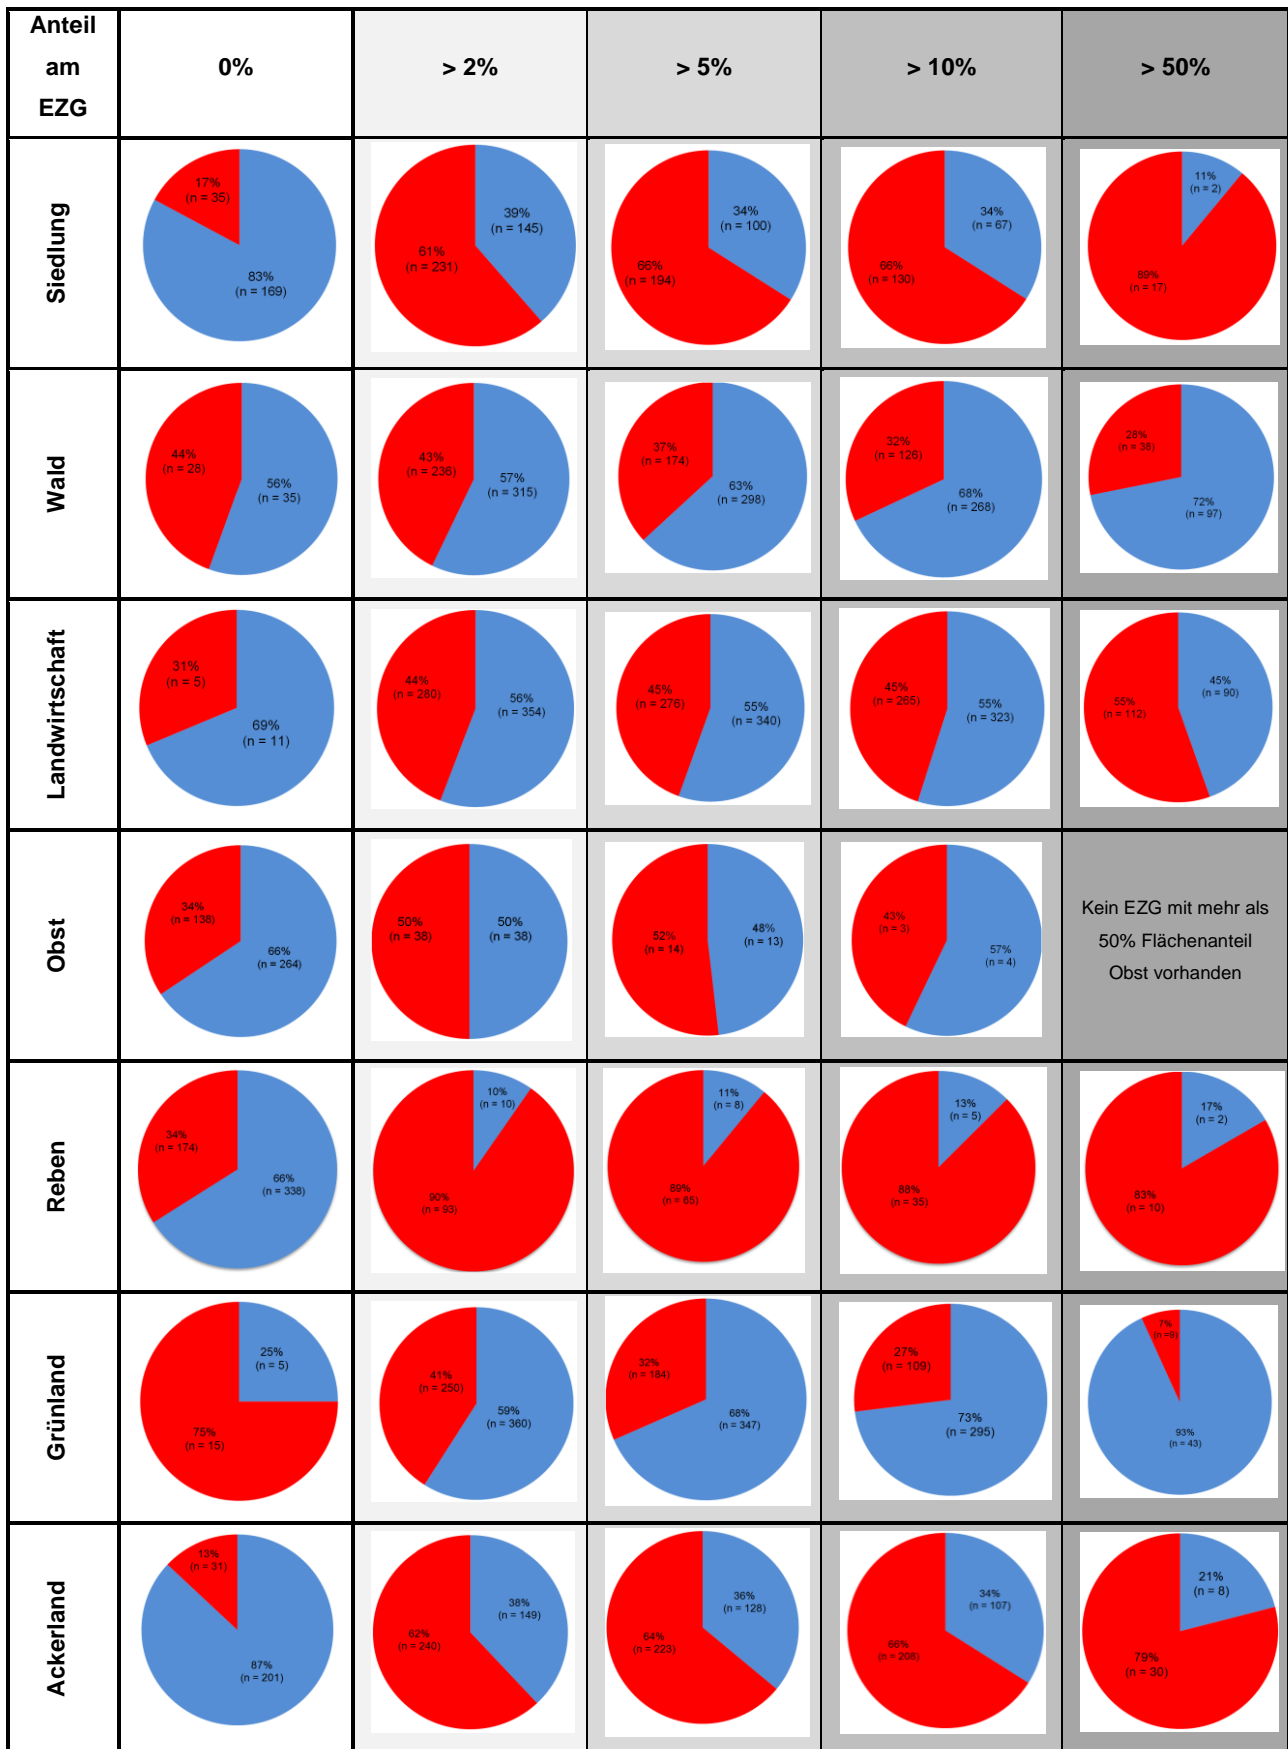 Anteil
am
EZG
0%
> 2%
> 5%
> 10%
> 50%
Siedlung
17%
(n = 35)
83%
(n = 169)
39%
(n = 145)
61%
(n = 231)
34%
(n = 100)
66%
(n = 194)
34%
(n = 67)
66%
(n = 130)
11%
(n = 2)
89%
(n = 17)
Wald
44%
(n = 28)
56%
(n = 35)
43%
(n = 236)
57%
(n = 315)
37%
(n = 174)
63%
(n = 298)
32%
(n = 126)
68%
(n = 268)
28%
(n = 38)
72%
(n = 97)
Landwirtschaft
31%
(n = 5)
69%
(n = 11)
44%
(n = 280)
56%
(n = 354)
45%
(n = 276)
55%
(n = 340)
45%
(n = 265)
55%
(n = 323)
55%
(n = 112)
45%
(n = 90)
Obst
34%
(n = 138)
66%
(n = 264)
50%
(n = 38)
50%
(n = 38)
52%
(n = 14)
48%
(n = 13)
43%
(n = 3)
57%
(n = 4)
Kein EZG mit mehr als
50% Flächenanteil
Obst vorhanden
Reben
34%
(n = 174)
66%
(n = 338)
10%
(n = 10)
90%
(n = 93)
11%
(n = 8)
89%
(n = 65)
13%
(n = 5)
88%
(n = 35)
17%
(n = 2)
83%
(n = 10)
Grünland
25%
(n = 5)
75%
(n = 15)
41%
(n = 250)
59%
(n = 360)
32%
(n = 184)
68%
(n = 347)
27%
(n = 109)
73%
(n = 295)
7%
(n =9)
93%
(n = 43)
Ackerland
13%
(n = 31)
87%
(n = 201)
38%
(n = 149)
62%
(n = 240)
36%
(n = 128)
64%
(n = 223)
34%
(n = 107)
66%
(n = 208)
21%
(n = 8)
79%
(n = 30)